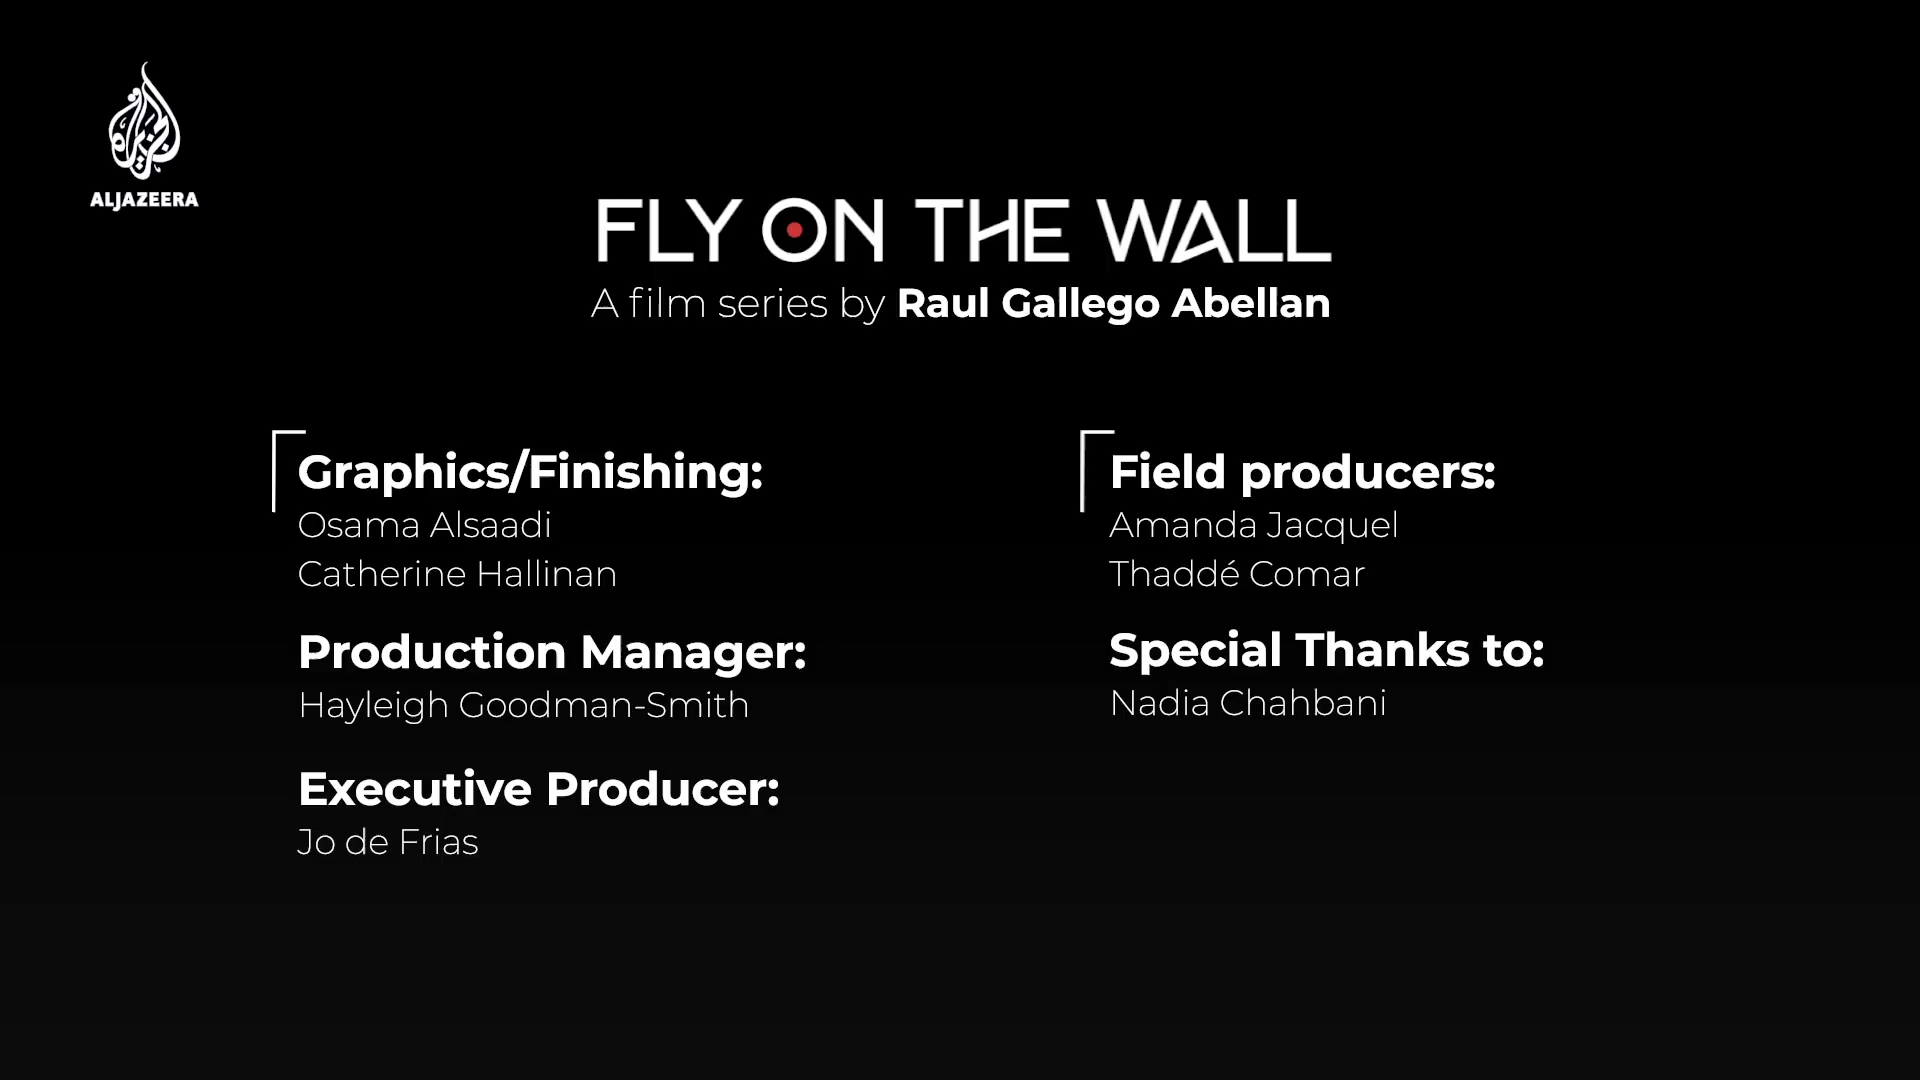 ALJAZEERA
FLY ON THE WALL
A film series by Raul Gallego Abellan
Graphics/Finishing:
Osama Alsaadi
Catherine Hallinan
Production Manager:
Hayleigh Goodman-Smith
Executive Producer:
Jo de Frias
Field producers:
Amanda Jacquel
Thaddé Comar
Special Thanks to:
Nadia Chahbani